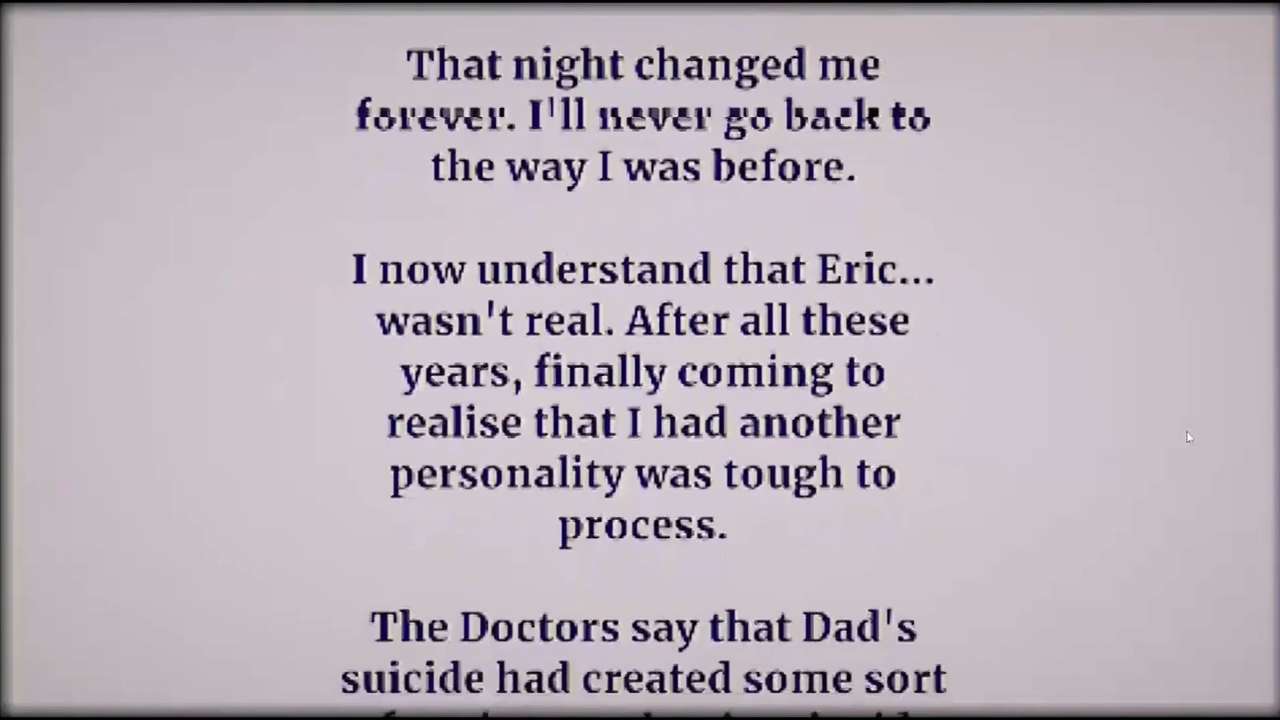 That night changed me
forever. I'll never go back to
the way I was before.
I now understand that Eric...
wasn't real. After all these
years, finally coming to
realise that I had another
personality was tough to
process.
The Doctors say that Dad's
suicide had created some sort